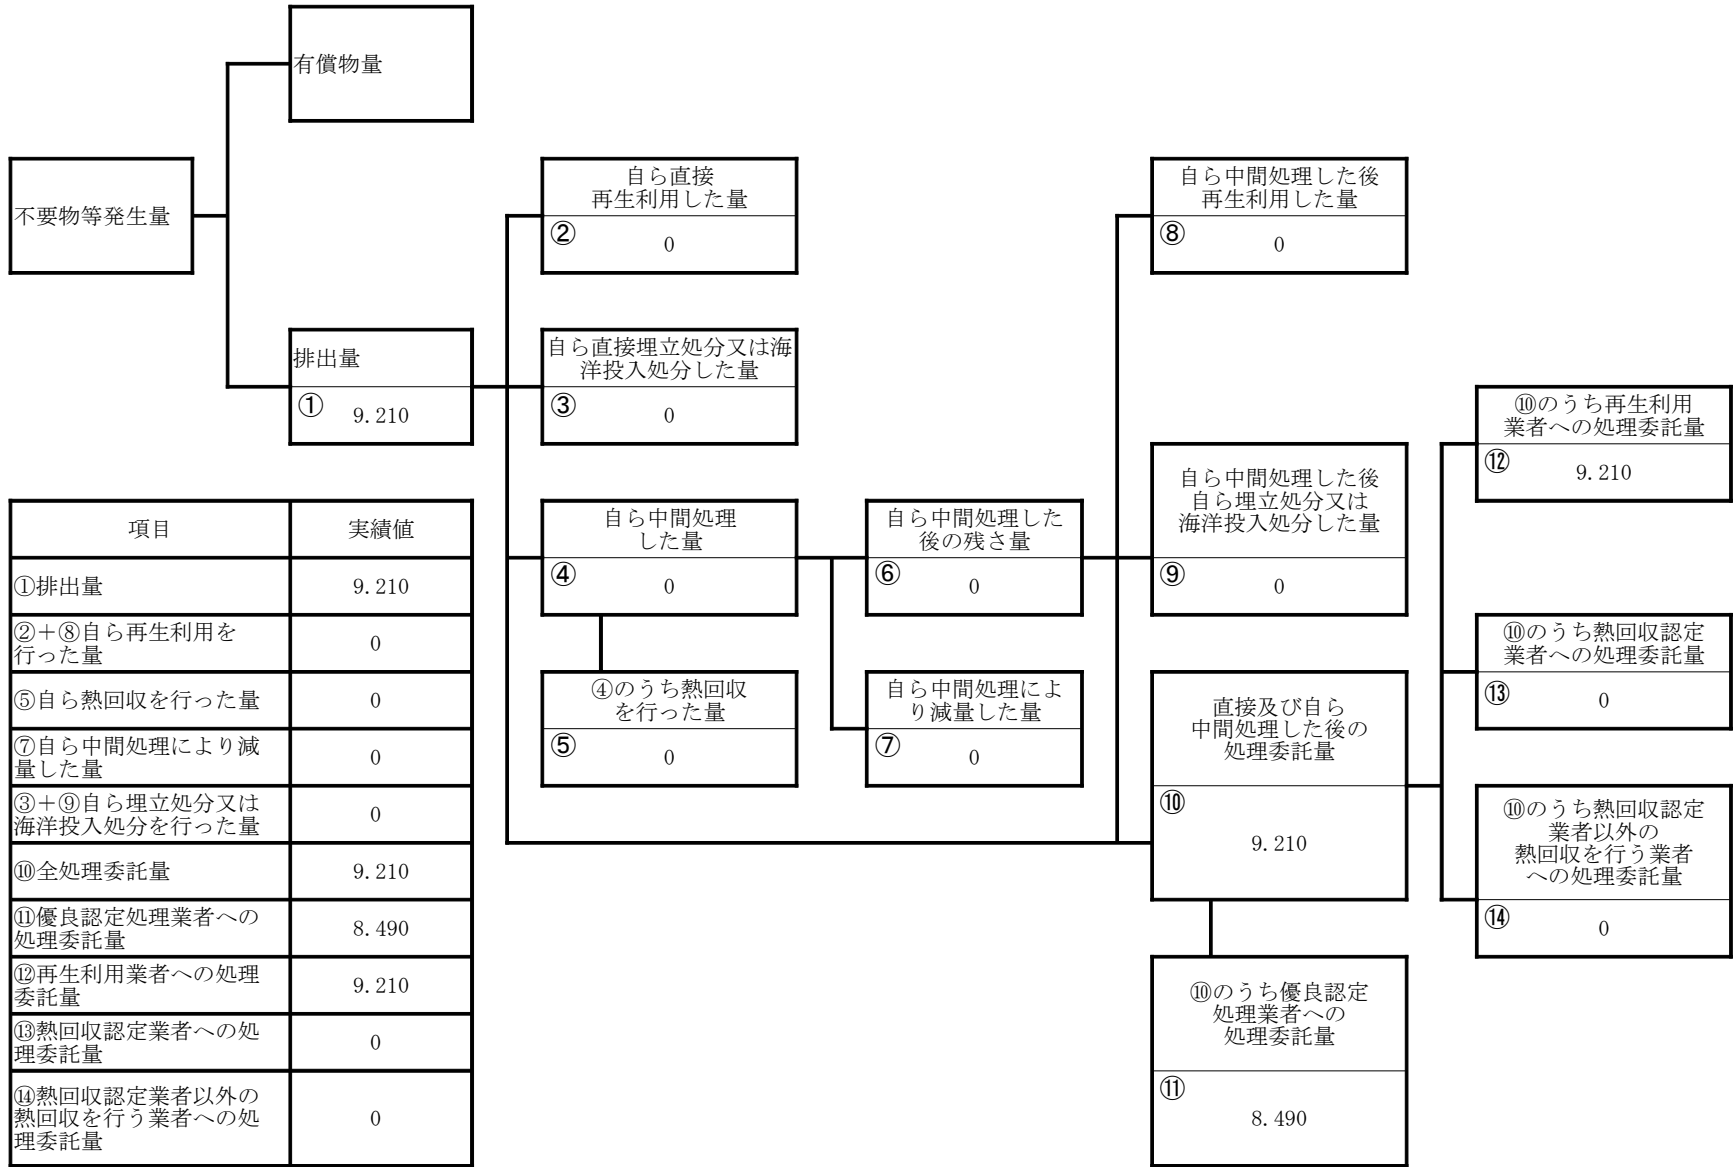 有償物量
不要物等発生量
自ら直接
再生利用した量
②
0
自ら中間処理した後
再生利用した量
⑧
0
排出量
①
9.210
自ら直接埋立処分又は海
洋投入処分した量
③
0
⑩のうち再生利用
業者への処理委託量
⑫
9.210
自ら中間処理
した量
④
0
自ら中間処理した
後の残さ量
⑥
0
自ら中間処理した後
自ら埋立処分又は
海洋投入処分した量
⑨
0
④のうち熱回収
を行った量
⑤
0
自ら中間処理によ
り減量した量
⑦
0
直接及び自ら
中間処理した後の
処理委託量
⑩
9.210
⑩のうち熱回収認定
業者への処理委託量
⑬
0
⑩のうち熱回収認定
業者以外の
熱回収を行う業者
への処理委託量
⑭
0
⑩のうち優良認定
処理業者への
処理委託量
⑪
8.490
項目 実績値
①排出量 9.210
②+⑧自ら再生利用を
行った量 0
⑤自ら熱回収を行った量 0
⑦自ら中間処理により減
量した量 0
③+⑨自ら埋立処分又は
海洋投入処分を行った量 0
⑩全処理委託量 9.210
⑪優良認定処理業者への
処理委託量 8.490
⑫再生利用業者への処理
委託量 9.210
⑬熱回収認定業者への処
理委託量 0
⑭熱回収認定業者以外の
熱回収を行う業者への処
理委託量 0